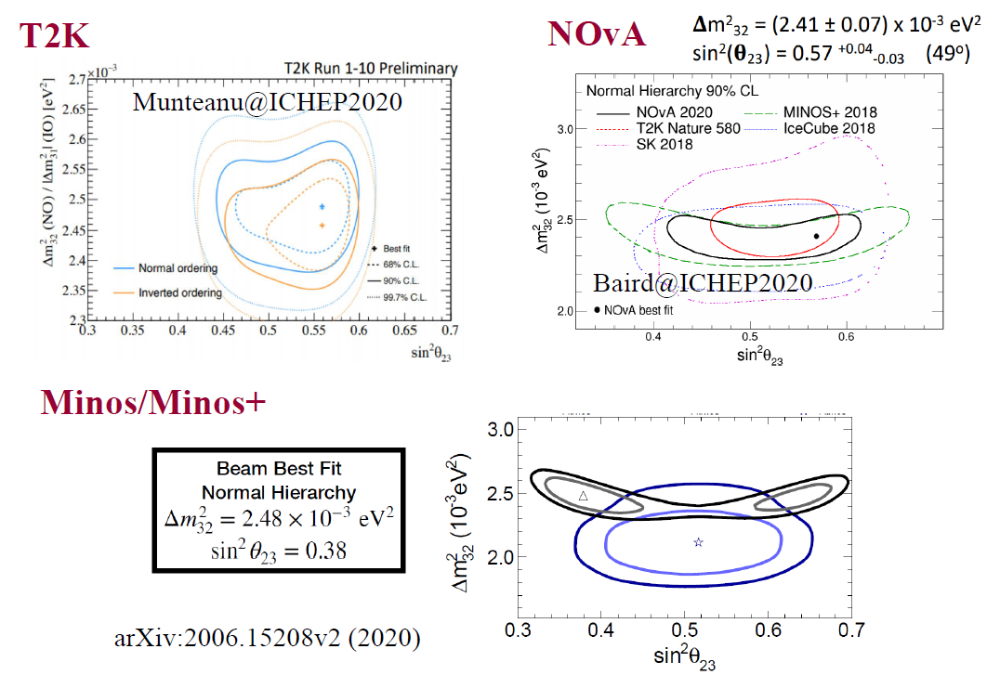 T2K
T2K Run 1-10 Preliminary
×10⁻³
Munteanu@ICHEP2020
Δm²₃₂ (NO) / |Δm²₃₁| (IO) [eV²]
2.7
2.65
2.6
2.55
2.5
2.45
2.4
2.35
2.3
Normal ordering
Inverted ordering
Best fit
68% C.L.
90% C.L.
99.7% C.L.
0.3 0.35 0.4 0.45 0.5 0.55 0.6 0.65 0.7
sin²θ₂₃
NOvA
Δm²₃₂ = (2.41 ± 0.07) x 10⁻³ eV²
sin²(θ₂₃) = 0.57 ⁺⁰·⁰⁴₋₀.₀₃ (49º)
Normal Hierarchy 90% CL
NOvA 2020 MINOS+ 2018
T2K Nature 580 IceCube 2018
SK 2018
Δm²₃₂ (10⁻³ eV²)
3.0
2.5
2.0
Baird@ICHEP2020
NOvA best fit
0.4 0.5 0.6
sin²θ₂₃
Minos/Minos+
Beam Best Fit
Normal Hierarchy
Δm²₃₂ = 2.48 × 10⁻³ eV²
sin² θ₂₃ = 0.38
arXiv:2006.15208v2 (2020)
Δm²₃₂ (10⁻³eV²)
3.0
2.5
2.0
0.3 0.4 0.5 0.6 0.7
sin²θ₂₃